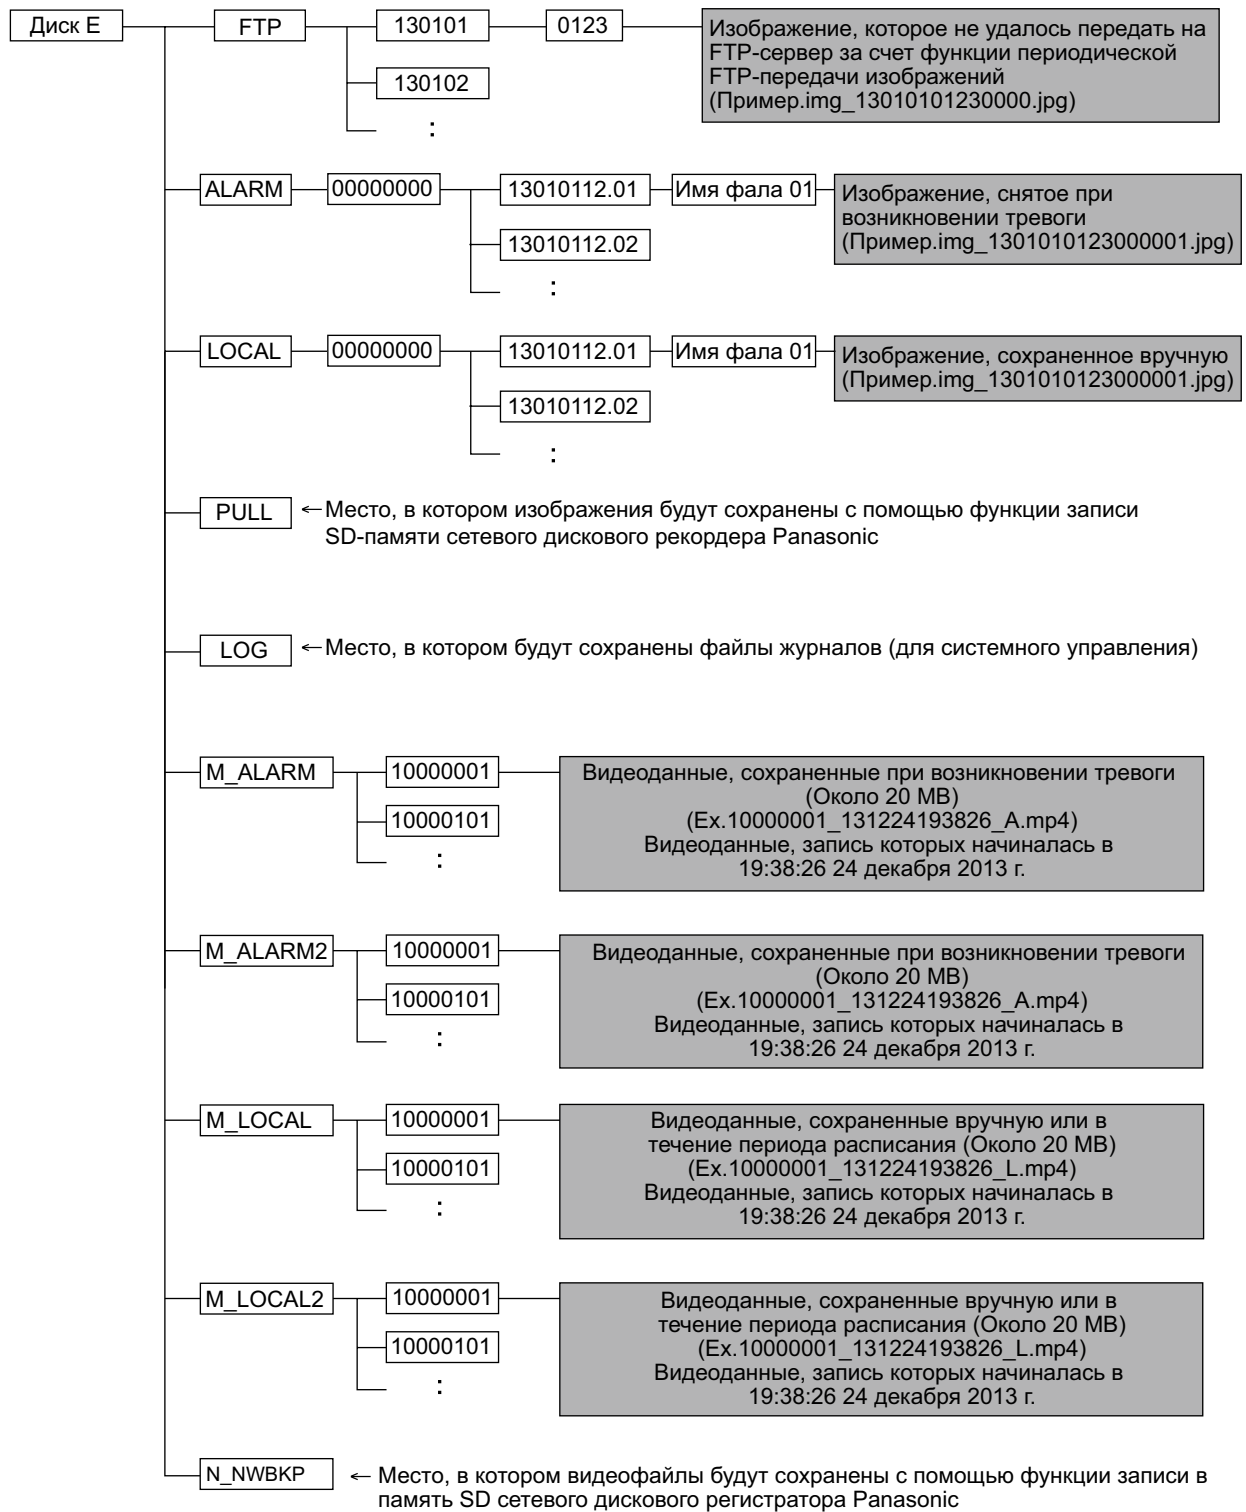 Диск E
FTP
130101
0123
Изображение, которое не удалось передать на
FTP-сервер за счет функции периодической
FTP-передачи изображений
(Пример.img_13010101230000.jpg)
130102
:
ALARM
00000000
13010112.01
Имя фала 01
Изображение, снятое при
возникновении тревоги
(Пример.img_1301010123000001.jpg)
13010112.02
:
LOCAL
00000000
13010112.01
Имя фала 01
Изображение, сохраненное вручную
(Пример.img_1301010123000001.jpg)
13010112.02
:
PULL
←Место, в котором изображения будут сохранены с помощью функции записи
SD-памяти сетевого дискового рекордера Panasonic
LOG
←Место, в котором будут сохранены файлы журналов (для системного управления)
M_ALARM
10000001
Видеоданные, сохраненные при возникновении тревоги
(Около 20 MB)
(Ex.10000001_131224193826_A.mp4)
Видеоданные, запись которых начиналась в
19:38:26 24 декабря 2013 г.
10000101
:
M_ALARM2
10000001
Видеоданные, сохраненные при возникновении тревоги
(Около 20 MB)
(Ex.10000001_131224193826_A.mp4)
Видеоданные, запись которых начиналась в
19:38:26 24 декабря 2013 г.
10000101
:
M_LOCAL
10000001
Видеоданные, сохраненные вручную или в
течение периода расписания (Около 20 MB)
(Ex.10000001_131224193826_L.mp4)
Видеоданные, запись которых начиналась в
19:38:26 24 декабря 2013 г.
10000101
:
M_LOCAL2
10000001
Видеоданные, сохраненные вручную или в
течение периода расписания (Около 20 MB)
(Ex.10000001_131224193826_L.mp4)
Видеоданные, запись которых начиналась в
19:38:26 24 декабря 2013 г.
10000101
:
N_NWBKP
← Место, в котором видеофайлы будут сохранены с помощью функции записи в
память SD сетевого дискового регистратора Panasonic